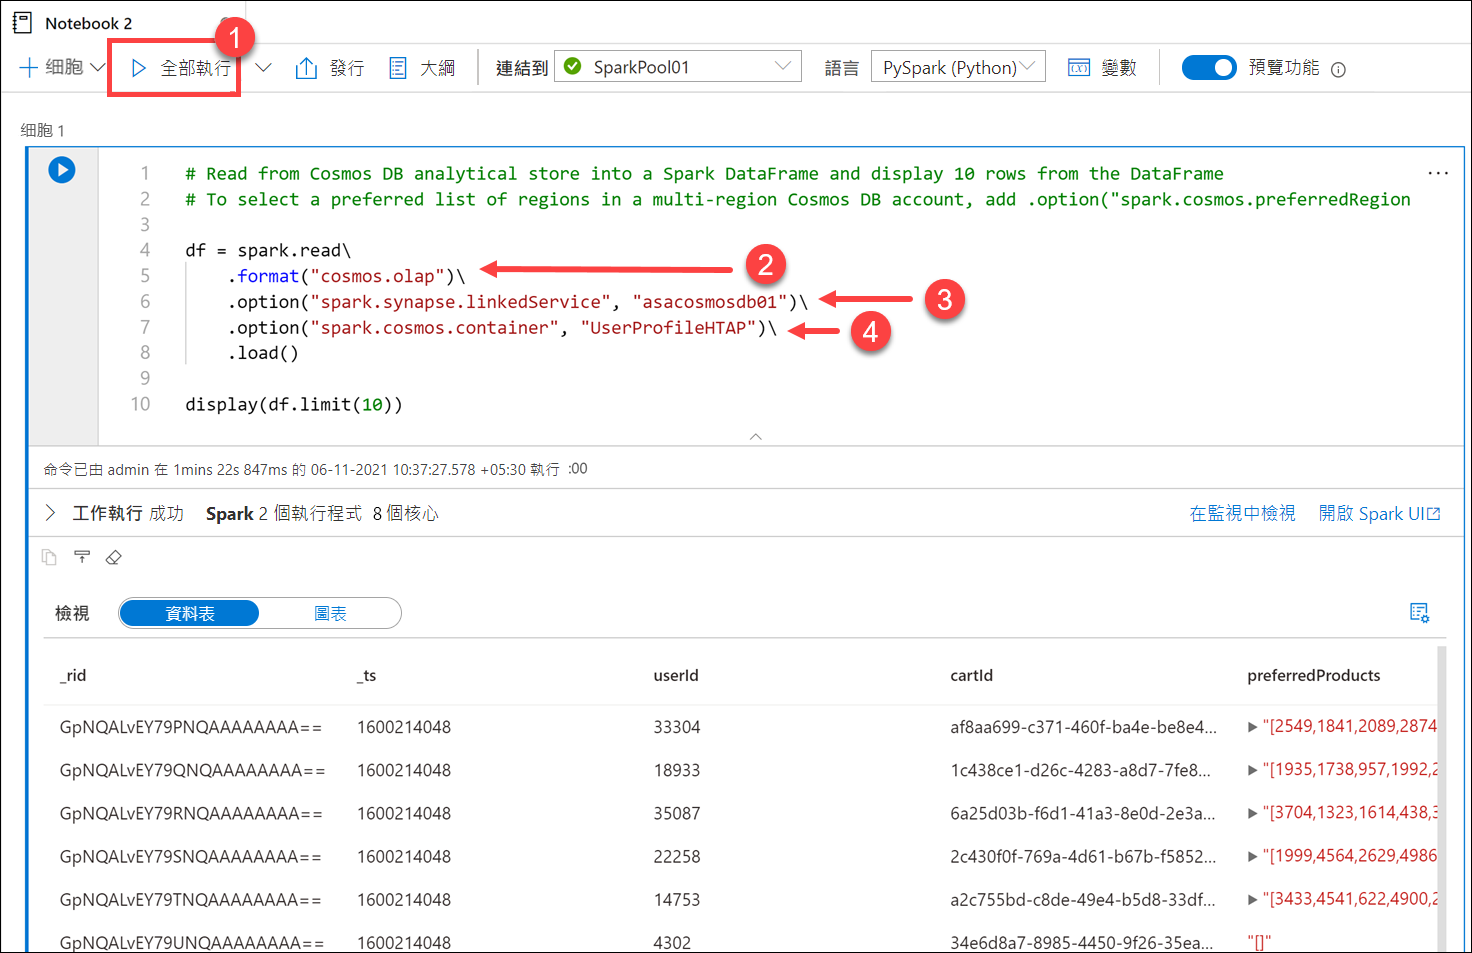 Notebook 2
1
细胞 全部執行 發行 大綱 連結到 SparkPool01 語言 PySpark (Python) 變數 預覽功能
细胞 1
1 # Read from Cosmos DB analytical store into a Spark DataFrame and display 10 rows from the DataFrame
2 # To select a preferred list of regions in a multi-region Cosmos DB account, add .option("spark.cosmos.preferredRegion
3
4 df = spark.read\
5 .format("cosmos.olap")\ 2
6 .option("spark.synapse.linkedService", "asacosmosdb01")\ 3
7 .option("spark.cosmos.container", "UserProfileHTAP")\ 4
8 .load()
9
10 display(df.limit(10))
命令已由 admin 在 1mins 22s 847ms 的 06-11-2021 10:37:27.578 +05:30 執行 :00
工作執行 成功 Spark 2 個執行程式 8 個核心 在監視中檢視 開啟 Spark UI
檢視 資料表 圖表
_rid _ts userId cartId preferredProducts
GpNQALvEY79PNQAAAAAAAA== 1600214048 33304 af8aa699-c371-460f-ba4e-be8e4... "[2549,1841,2089,2874
GpNQALvEY79QNQAAAAAAAA== 1600214048 18933 1c438ce1-d26c-4283-a8d7-7fe8... "[1935,1738,957,1992,2
GpNQALvEY79RNQAAAAAAAA== 1600214048 35087 6a25d03b-f6d1-41a3-8e0d-2e3a... "[3704,1323,1614,438,3
GpNQALvEY79SNQAAAAAAAA== 1600214048 22258 2c430f0f-769a-4d61-b67b-f5852... "[1999,4564,2629,4986
GpNQALvEY79TNQAAAAAAAA== 1600214048 14753 a2c755bd-c8de-49e4-b5d8-33df... "[3433,4541,622,4900,2
GpNQALvEY79UNQAAAAAAAA== 1600214048 4302 34e6d8a7-8985-4450-9f26-35ea... "[]"